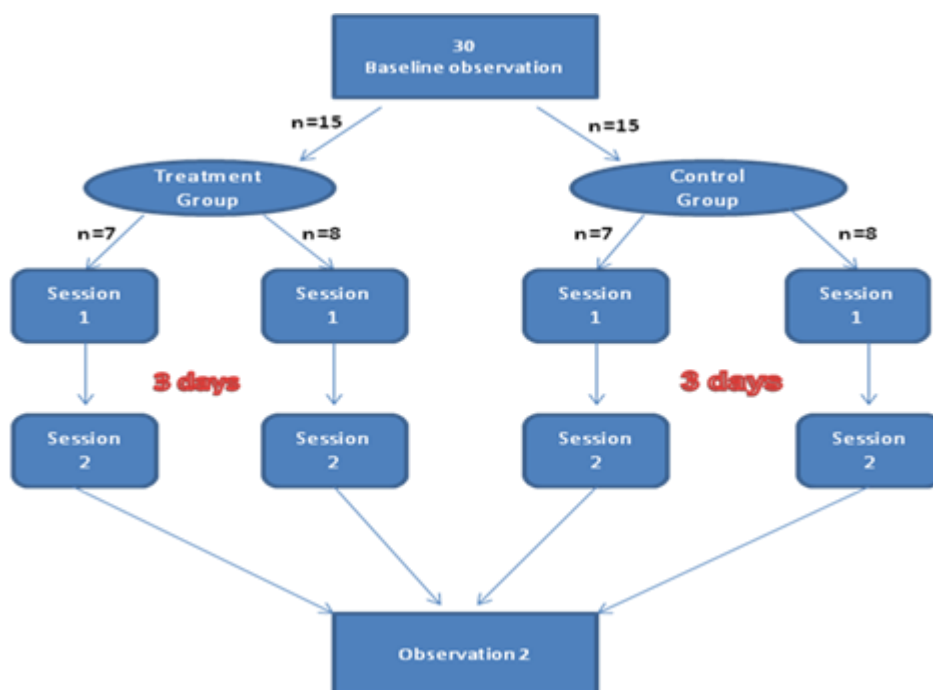 30
Baseline observation
n=15
n=15
Treatment
Group
Control
Group
n=7
n=8
n=7
n=8
Session
1
Session
1
Session
1
Session
1
3 days
3 days
Session
2
Session
2
Session
2
Session
2
Observation 2